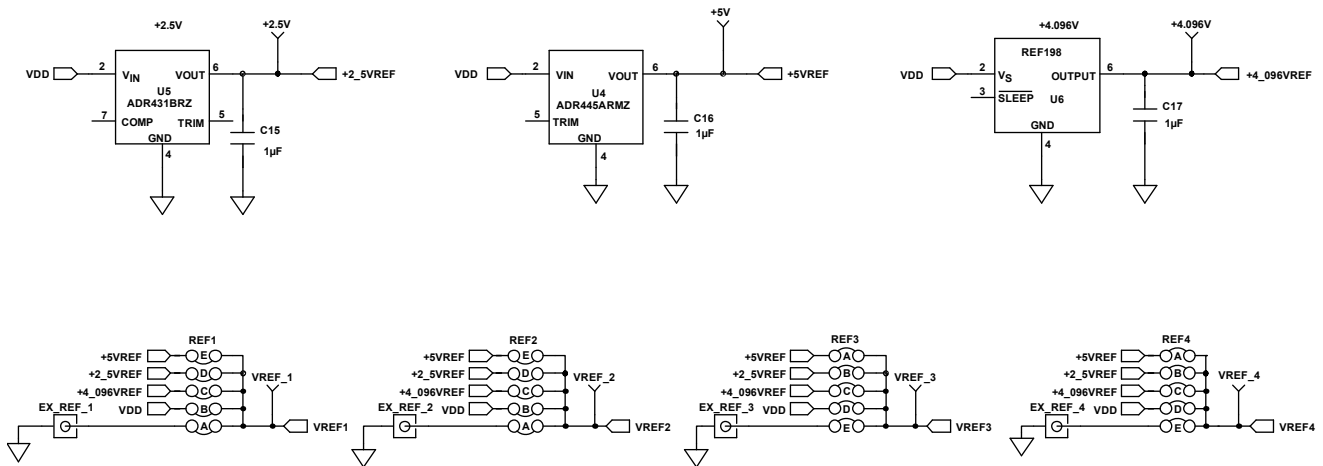 +2.5V
+2.5V
VDD
2
VIN
VOUT
6
+2_5VREF
U5
ADR431BRZ
7
COMP
TRIM
5
GND
4
C15
1µF
+5V
VDD
2
VIN
VOUT
6
+5VREF
U4
ADR445ARMZ
5
TRIM
GND
4
C16
1µF
+4.096V
+4.096V
REF198
VDD
2
VS
OUTPUT
6
+4_096VREF
3
SLEEP
U6
GND
4
C17
1µF
REF1
+5VREF
E
+2_5VREF
D
VREF_1
+4_096VREF
C
EX_REF_1
VDD
B
A
VREF1
REF2
+5VREF
E
+2_5VREF
D
VREF_2
+4_096VREF
C
EX_REF_2
VDD
B
A
VREF2
REF3
+5VREF
A
+2_5VREF
B
VREF_3
+4_096VREF
C
EX_REF_3
VDD
D
E
VREF3
REF4
+5VREF
A
+2_5VREF
B
VREF_4
+4_096VREF
C
EX_REF_4
VDD
D
E
VREF4